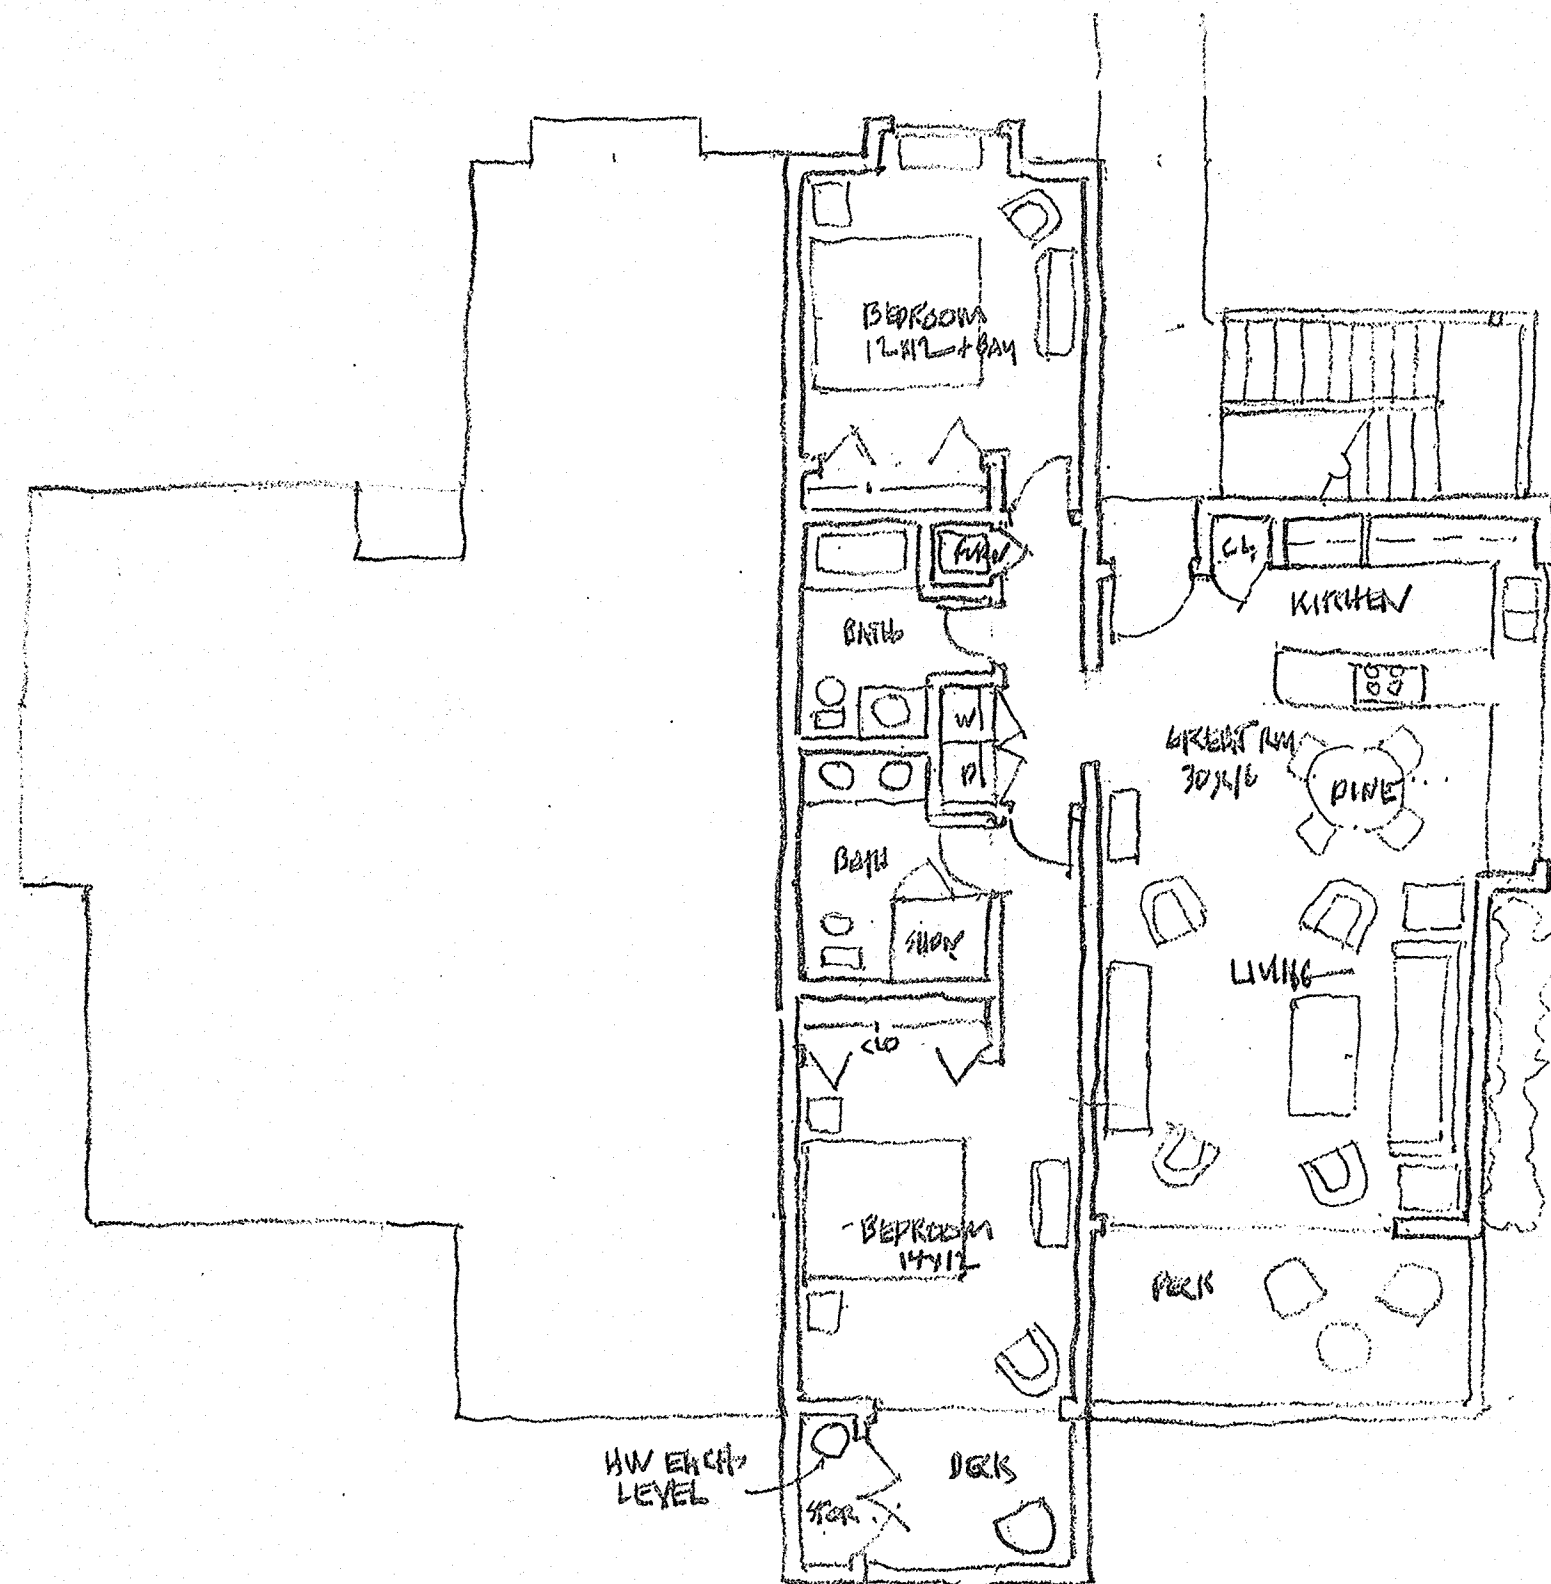 BEDROOM
12x12 + BAY
FURN
CL.
KITCHEN
BATH
W
GREAT RM
30x16
D
DINE
BATH
SHOW
LIVING
CLO
BEDROOM
14x12
DECK
HW EACH
LEVEL
DECK
STOR.